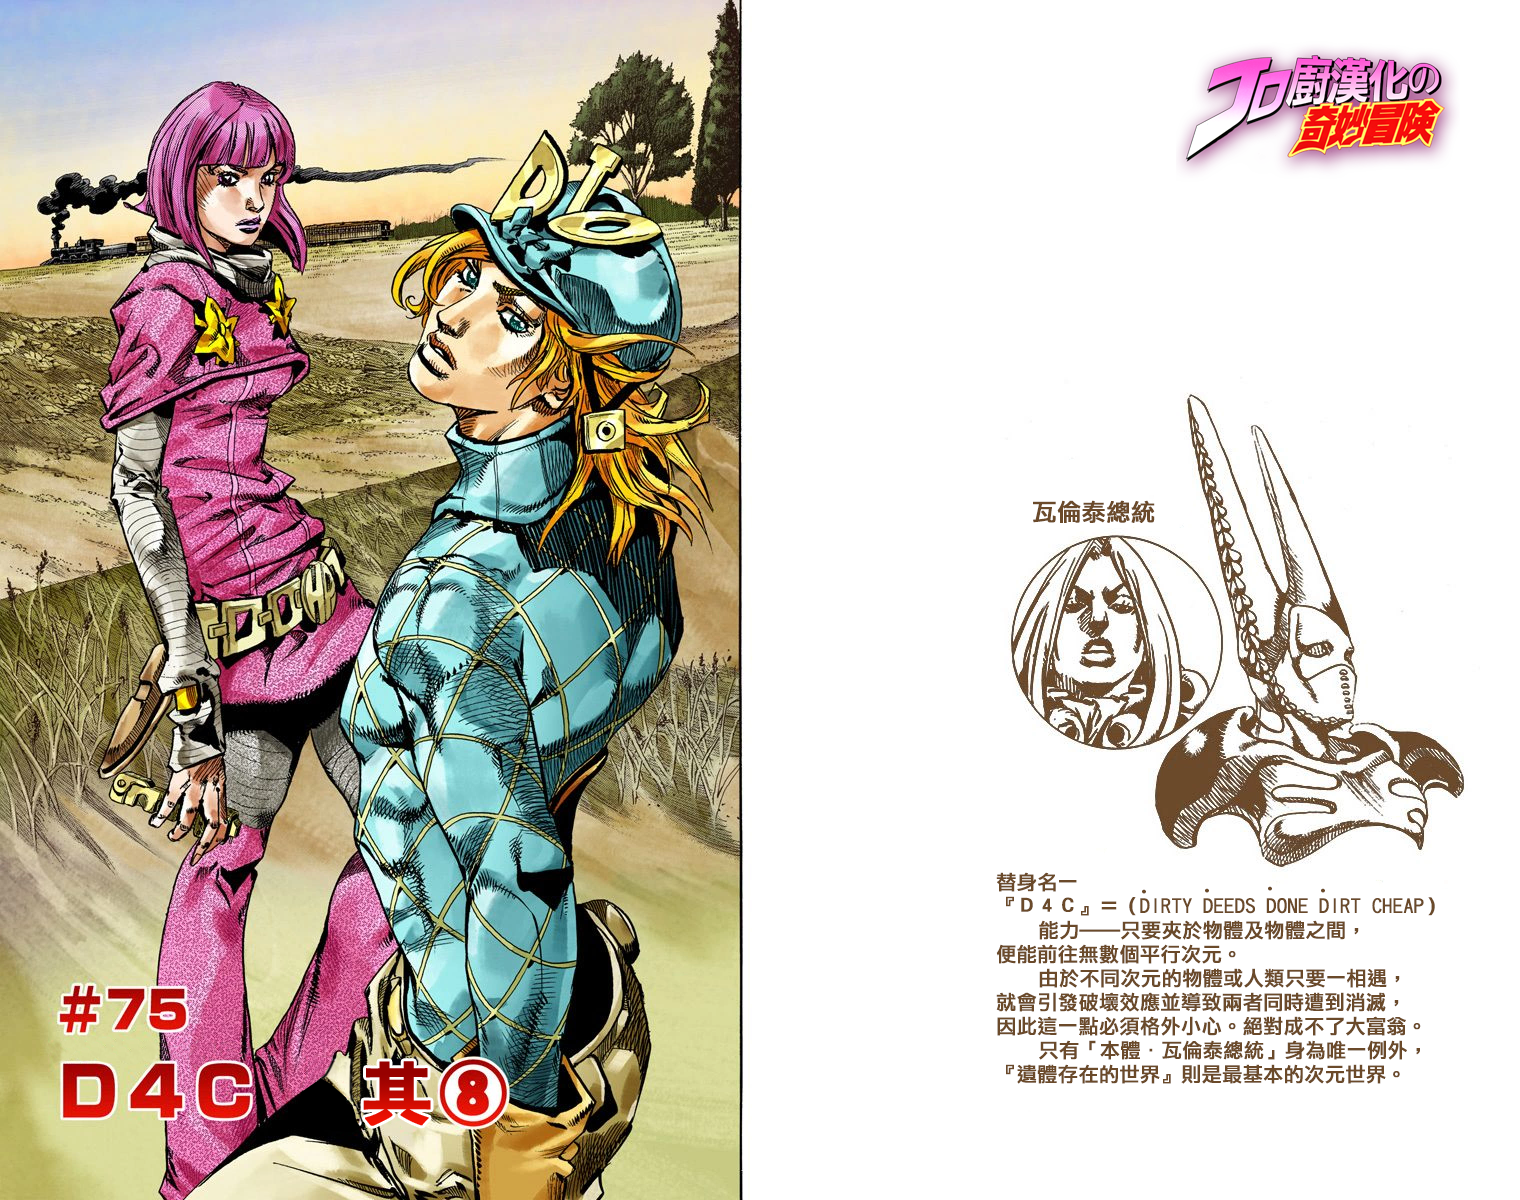 JO廚漢化の
奇妙冒険
DIO
#75
D4C 其⑧
瓦倫泰總統
替身名一
『D4C』=(DIRTY DEEDS DONE DIRT CHEAP)
能力——只要夾於物體及物體之間,
便能前往無數個平行次元。
由於不同次元的物體或人類只要一相遇,
就會引發破壞效應並導致兩者同時遭到消滅,
因此這一點必須格外小心。絕對成不了大富翁。
只有「本體‧瓦倫泰總統」身為唯一例外,
『遺體存在的世界』則是最基本的次元世界。